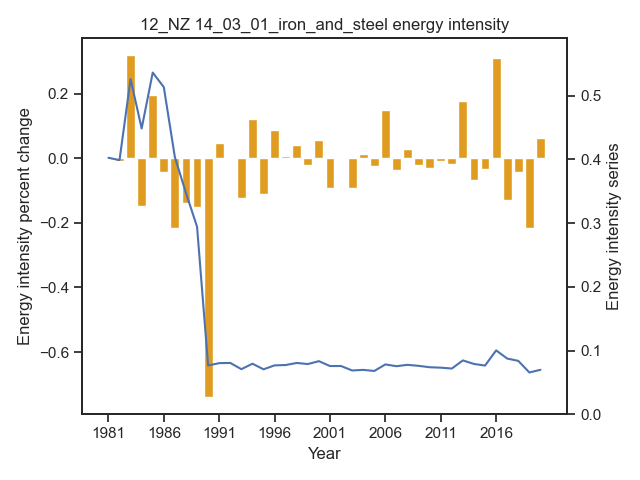 12_NZ 14_03_01_iron_and_steel energy intensity
Energy intensity percent change
0.2
0.0
−0.2
−0.4
−0.6
0.5
0.4
0.3
0.2
0.1
0.0
Energy intensity series
1981 1986 1991 1996 2001 2006 2011 2016
Year